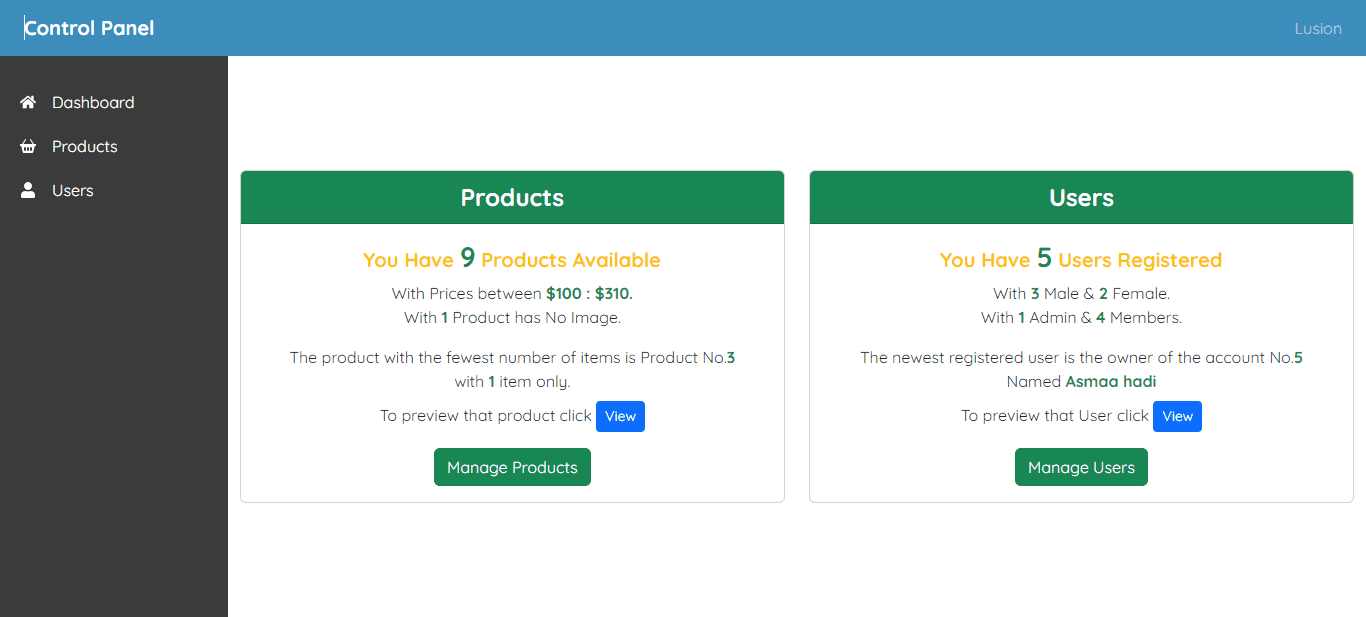 Control Panel
Lusion
Dashboard
Products
Users
Products
You Have 9 Products Available
With Prices between $100 : $310.
With 1 Product has No Image.
The product with the fewest number of items is Product No.3
with 1 item only.
To preview that product click View
Manage Products
Users
You Have 5 Users Registered
With 3 Male & 2 Female.
With 1 Admin & 4 Members.
The newest registered user is the owner of the account No.5
Named Asmaa hadi
To preview that User click View
Manage Users